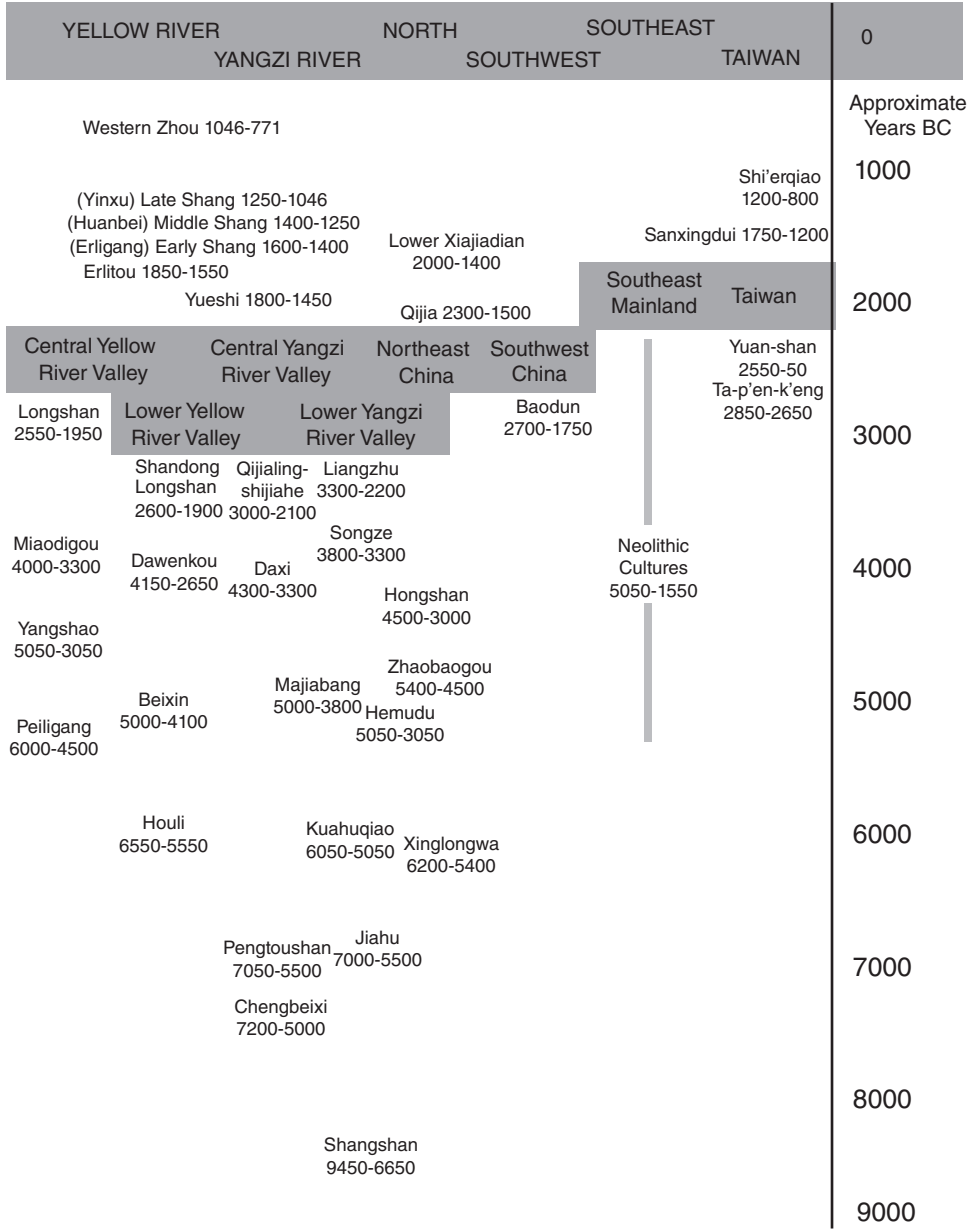 YELLOW RIVER NORTH SOUTHEAST
YANGZI RIVER SOUTHWEST TAIWAN
0
Approximate
Years BC
Western Zhou 1046-771
1000
Shi'erqiao
1200-800
(Yinxu) Late Shang 1250-1046
(Huanbei) Middle Shang 1400-1250
(Erligang) Early Shang 1600-1400
Erlitou 1850-1550
Yueshi 1800-1450
Lower Xiajiadian
2000-1400
Qijia 2300-1500
Sanxingdui 1750-1200
Southeast
Mainland
Taiwan
2000
Central Yellow
River Valley
Central Yangzi
River Valley
Northeast
China
Southwest
China
Yuan-shan
2550-50
Ta-p'en-k'eng
2850-2650
Longshan
2550-1950
Lower Yellow
River Valley
Lower Yangzi
River Valley
Baodun
2700-1750
3000
Shandong
Longshan
2600-1900
Qijialing-
shijiahe
3000-2100
Liangzhu
3300-2200
Songze
3800-3300
Miaodigou
4000-3300
Dawenkou
4150-2650
Daxi
4300-3300
Neolithic
Cultures
5050-1550
4000
Hongshan
4500-3000
Yangshao
5050-3050
Zhaobaogou
5400-4500
Majiabang
5000-3800
Beixin
5000-4100
Hemudu
5050-3050
5000
Peiligang
6000-4500
Houli
6550-5550
Kuahuqiao
6050-5050
Xinglongwa
6200-5400
6000
Jiahu
7000-5500
Pengtoushan
7050-5500
7000
Chengbeixi
7200-5000
8000
Shangshan
9450-6650
9000